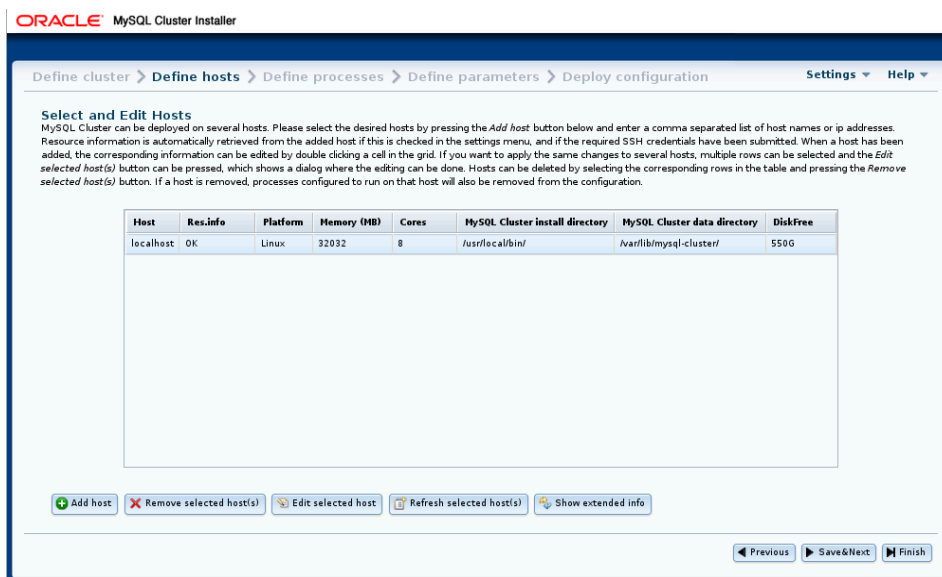 ORACLE® MySQL Cluster Installer
Define cluster > Define hosts > Define processes > Define parameters > Deploy configuration
Settings Help
Select and Edit Hosts
MySQL Cluster can be deployed on several hosts. Please select the desired hosts by pressing the Add host button below and enter a comma separated list of host names or ip addresses.
Resource information is automatically retrieved from the added host if this is checked in the settings menu, and if the required SSH credentials have been submitted. When a host has been
added, the corresponding information can be edited by double clicking a cell in the grid. If you want to apply the same changes to several hosts, multiple rows can be selected and the Edit
selected host(s) button can be pressed, which shows a dialog where the editing can be done. Hosts can be deleted by selecting the corresponding rows in the table and pressing the Remove
selected host(s) button. If a host is removed, processes configured to run on that host will also be removed from the configuration.
Host Res.info Platform Memory (MB) Cores MySQL Cluster install directory MySQL Cluster data directory DiskFree
localhost OK Linux 32032 8 /usr/local/bin/ /var/lib/mysql-cluster/ 550G
Add host Remove selected host(s) Edit selected host Refresh selected host(s) Show extended info
Previous Save&Next Finish